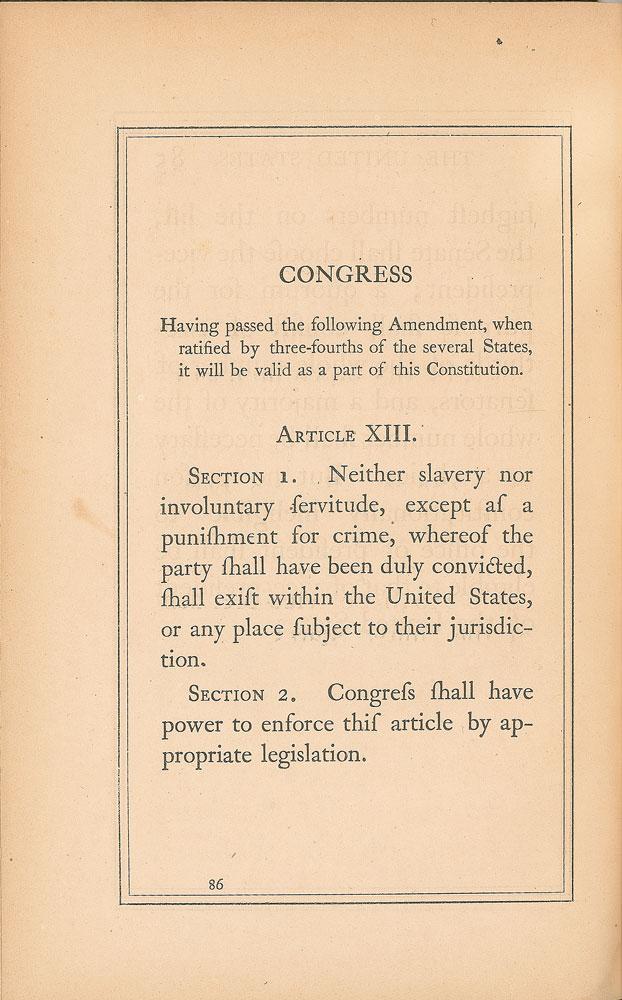 CONGRESS
Having passed the following Amendment, when
ratified by three-fourths of the several States,
it will be valid as a part of this Constitution.
ARTICLE XIII.
SECTION 1. Neither slavery nor
involuntary ſervitude, except aſ a
puniſhment for crime, whereof the
party ſhall have been duly convicted,
ſhall exiſt within the United States,
or any place ſubject to their jurisdic-
tion.
SECTION 2. Congreſs ſhall have
power to enforce thiſ article by ap-
propriate legislation.
86